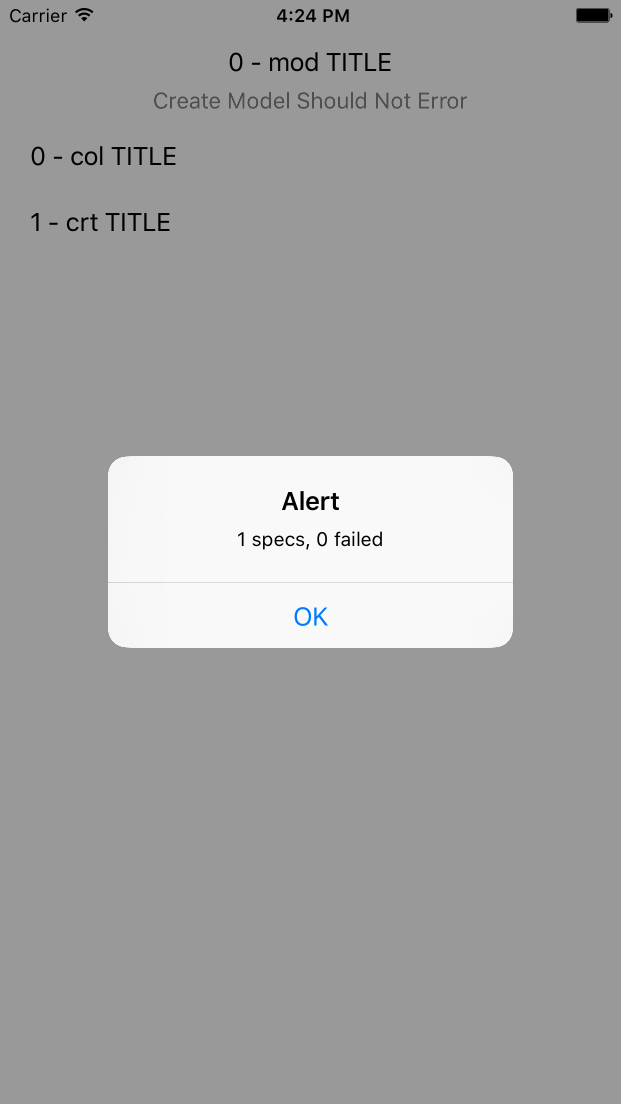 Carrier 4:24 PM
0 - mod TITLE
Create Model Should Not Error
0 - col TITLE
1 - crt TITLE
Alert
1 specs, 0 failed
OK